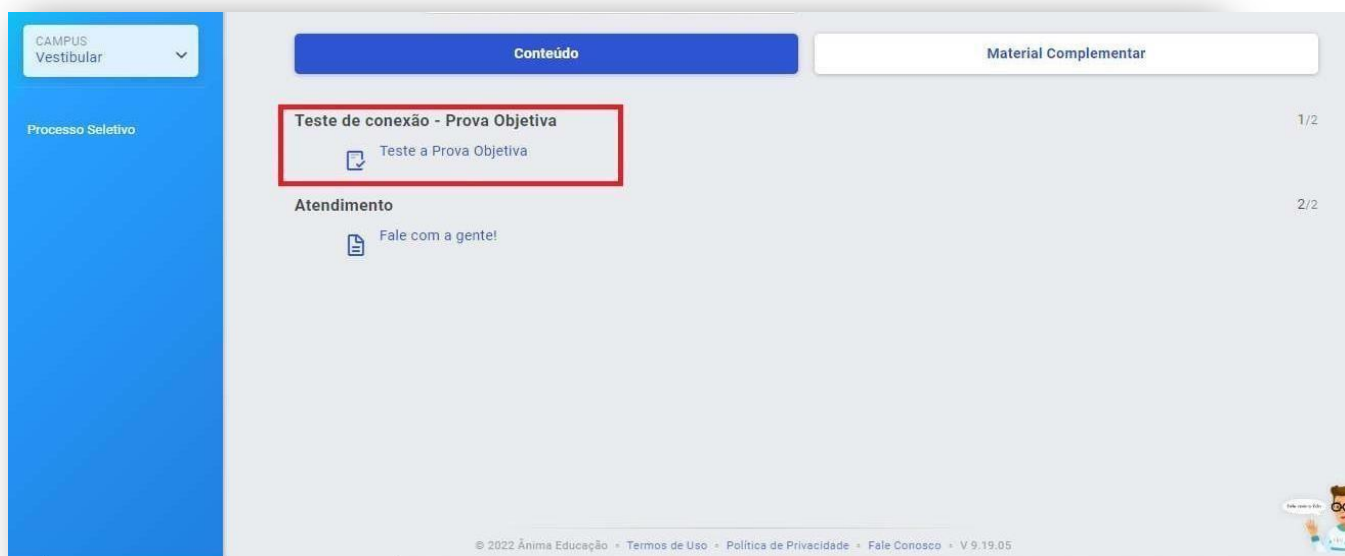 CAMPUS
Vestibular
Processo Seletivo
Conteúdo
Material Complementar
Teste de conexão - Prova Objetiva
1/2
Teste a Prova Objetiva
Atendimento
2/2
Fale com a gente!
© 2022 Ânima Educação • Termos de Uso • Política de Privacidade • Fale Conosco • V 9.19.05